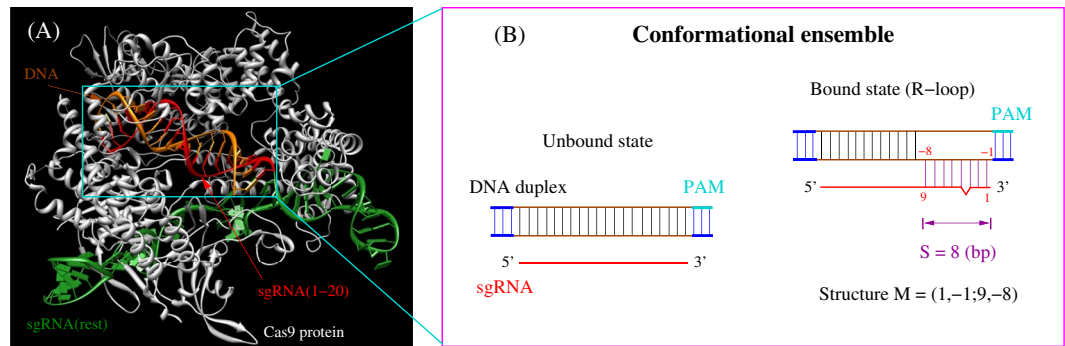 (A)
DNA
sgRNA(1−20)
sgRNA(rest)
Cas9 protein
(B)
Conformational ensemble
Unbound state
DNA duplex
PAM
5’
3’
sgRNA
Bound state (R−loop)
PAM
−8
−1
5’
3’
9
1
S = 8 (bp)
Structure M = (1,−1;9,−8)